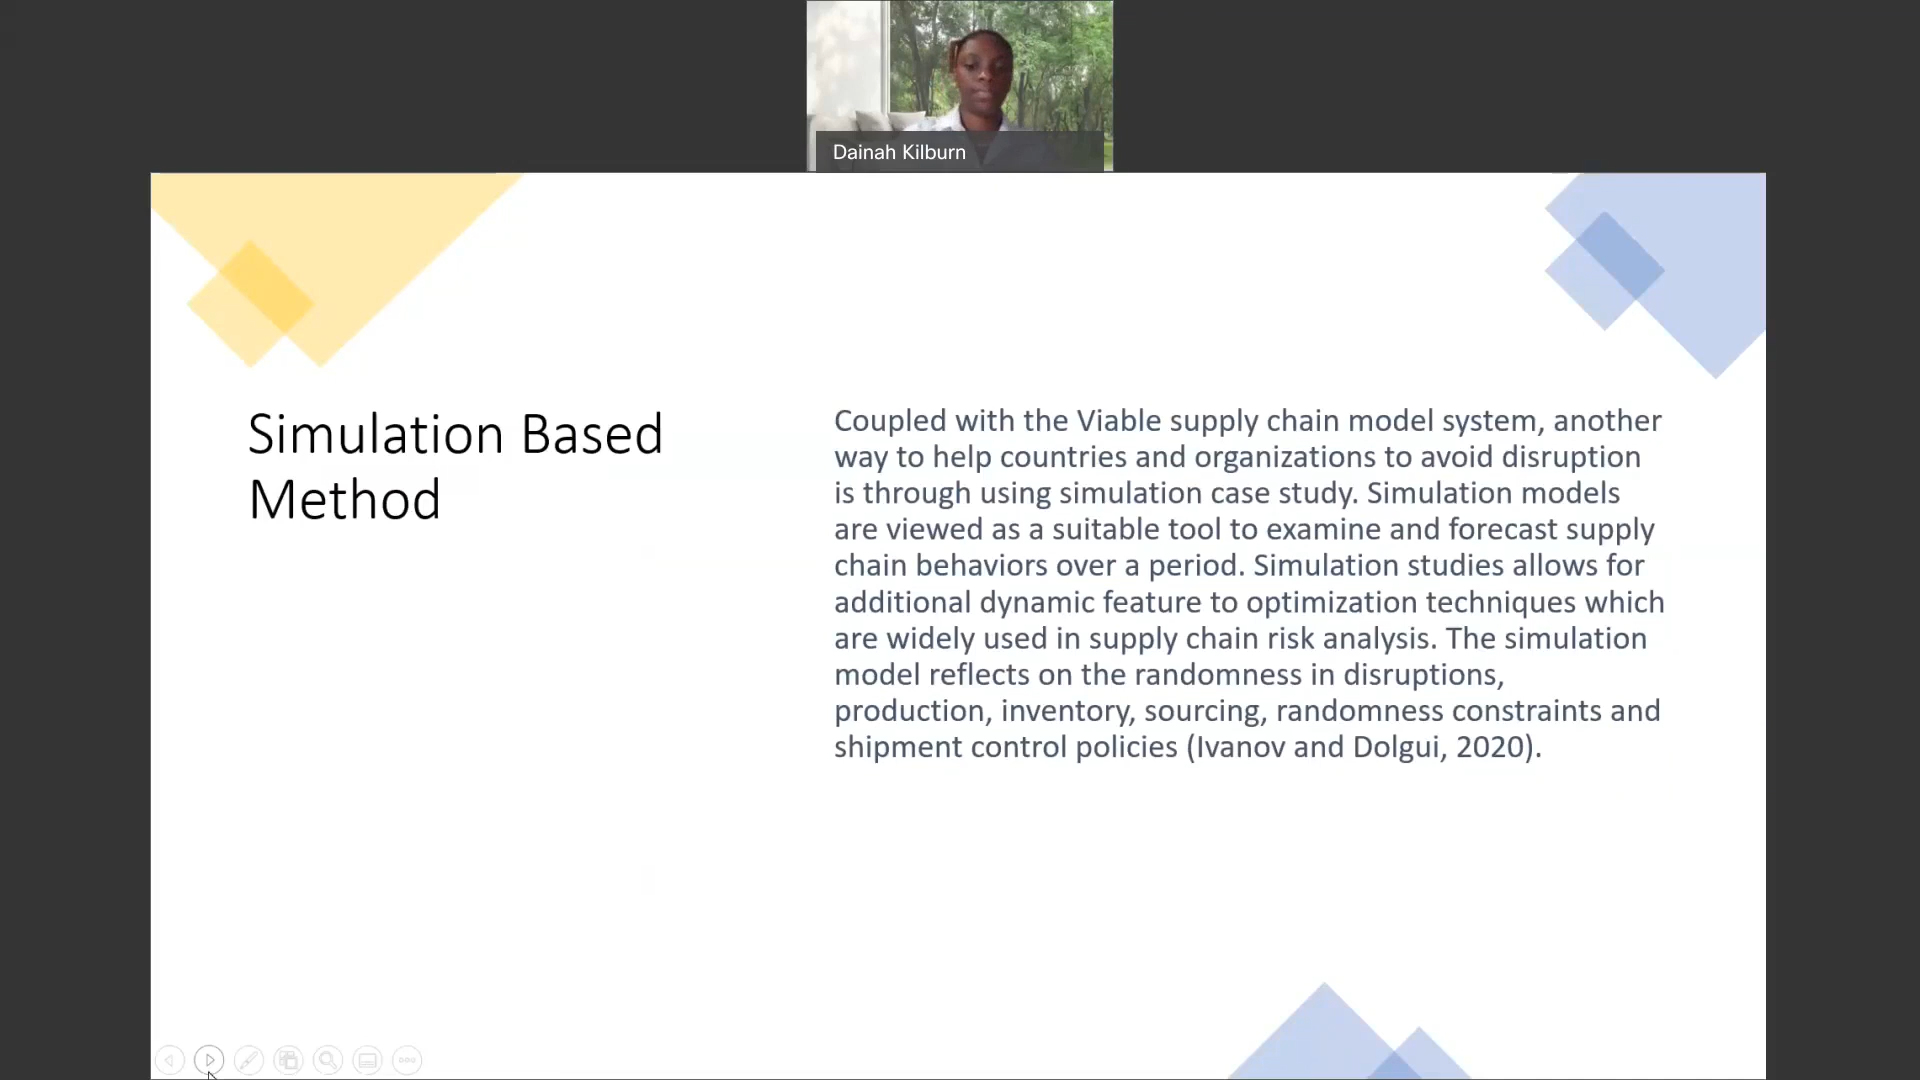 Dainah Kilburn
Simulation Based
Method
Coupled with the Viable supply chain model system, another
way to help countries and organizations to avoid disruption
is through using simulation case study. Simulation models
are viewed as a suitable tool to examine and forecast supply
chain behaviors over a period. Simulation studies allows for
additional dynamic feature to optimization techniques which
are widely used in supply chain risk analysis. The simulation
model reflects on the randomness in disruptions,
production, inventory, sourcing, randomness constraints and
shipment control policies (Ivanov and Dolgui, 2020).